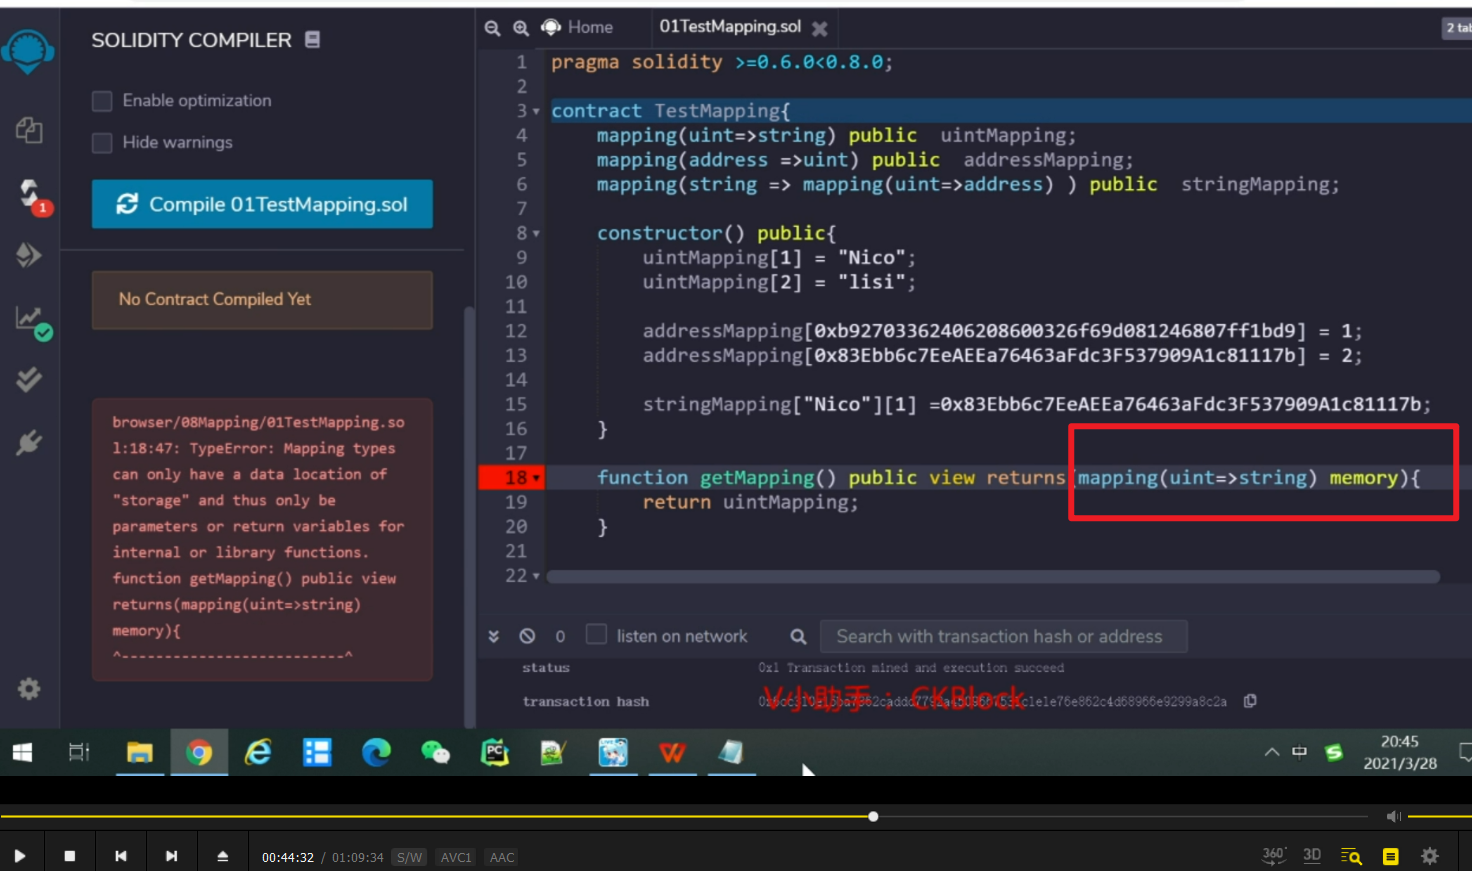 SOLIDITY COMPILER
Enable optimization
Hide warnings
Compile 01TestMapping.sol
No Contract Compiled Yet
browser/08Mapping/01TestMapping.so
l:18:47: TypeError: Mapping types
can only have a data location of
"storage" and thus only be
parameters or return variables for
internal or library functions.
function getMapping() public view
returns(mapping(uint=>string)
memory){
^---------------------------^
1
Home
01TestMapping.sol
2 tab
1 pragma solidity >=0.6.0<0.8.0;
2
3 contract TestMapping{
4 mapping(uint=>string) public uintMapping;
5 mapping(address =>uint) public addressMapping;
6 mapping(string => mapping(uint=>address) ) public stringMapping;
7
8 constructor() public{
9 uintMapping[1] = "Nico";
10 uintMapping[2] = "lisi";
11
12 addressMapping[0xb92703362406208600326f69d081246807ff1bd9] = 1;
13 addressMapping[0x83Ebb6c7EeAEEa76463aFdc3F537909A1c81117b] = 2;
14
15 stringMapping["Nico"][1] =0x83Ebb6c7EeAEEa76463aFdc3F537909A1c81117b;
16 }
17
18 function getMapping() public view returns(mapping(uint=>string) memory){
19 return uintMapping;
20 }
21
22
0
listen on network
Search with transaction hash or address
status
0x1 Transaction mined and execution succeed
transaction hash
V小助手：CKBlock
PC
中
20:45
2021/3/28
00:44:32 / 01:09:34 S/W AVC1 AAC
360°
3D